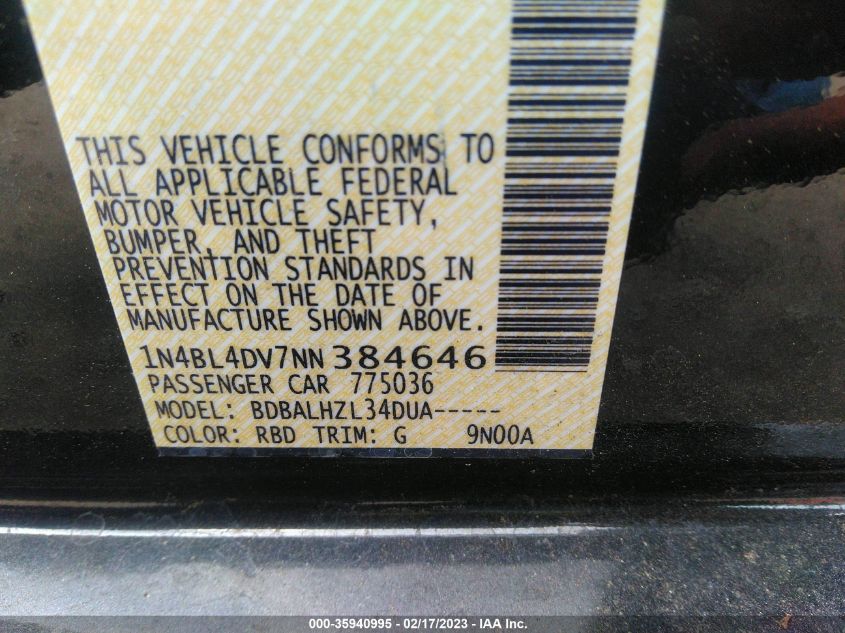 THIS VEHICLE CONFORMS TO
ALL APPLICABLE FEDERAL
MOTOR VEHICLE SAFETY,
BUMPER, AND THEFT
PREVENTION STANDARDS IN
EFFECT ON THE DATE OF
MANUFACTURE SHOWN ABOVE.
1N4BL4DV7NN384646
PASSENGER CAR 775036
MODEL: BDBALHZL34DUA-----
COLOR: RBD TRIM: G 9N00A
000-35940995 - 02/17/2023 - IAA Inc.